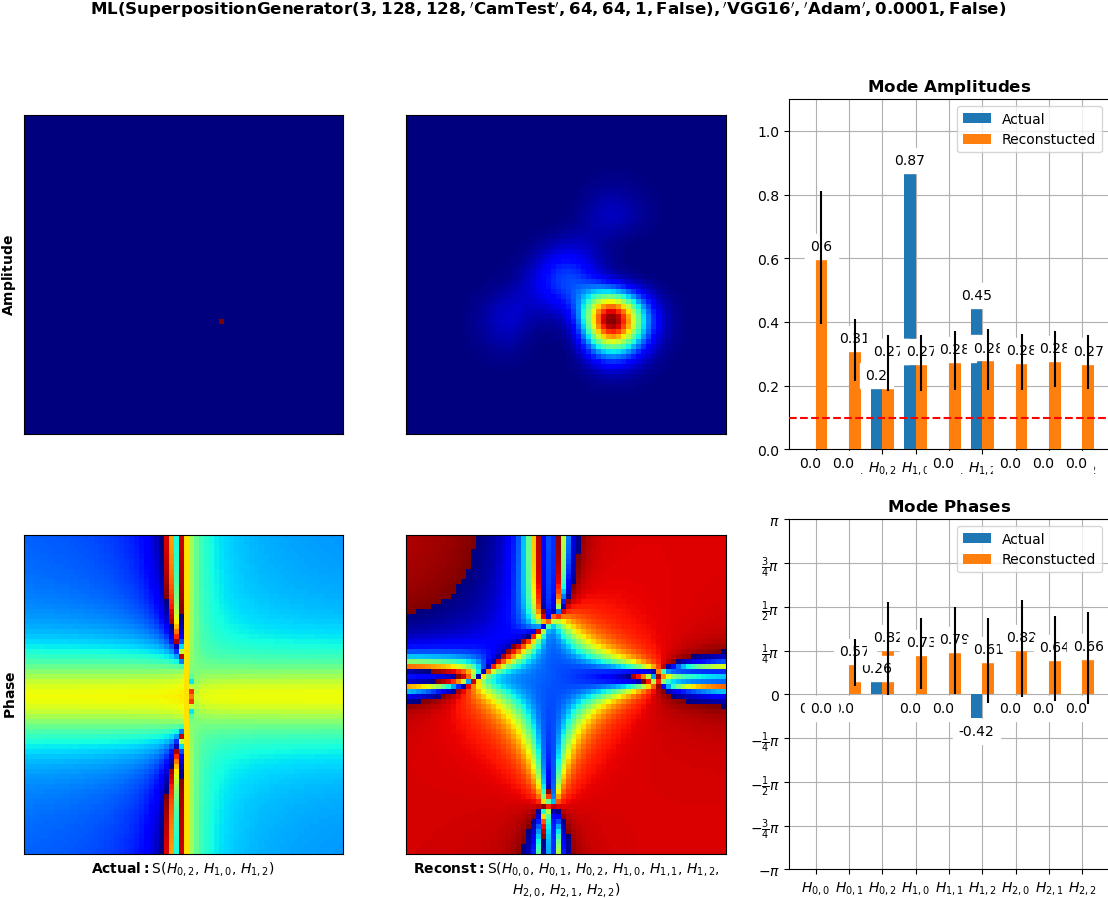 ML(SuperpositionGenerator(3, 128, 128, ′CamTest′, 64, 64, 1, False), ′VGG16′, ′Adam′, 0.0001, False)
Amplitude
Mode Amplitudes
Actual
Reconstucted
1.0
0.8
0.6
0.4
0.2
0.0
0.6
0.31
0.2
0.27
0.87
0.27
0.28
0.45
0.28
0.28
0.28
0.27
0.0 0.0 H0,2 H1,0 0.0 0.0 0.0 0.0
Phase
Mode Phases
Actual
Reconstucted
π
3/4π
1/2π
1/4π
0
−1/4π
−1/2π
−3/4π
−π
0.57
0.26
0.82
0.73
0.79
-0.42
0.61
0.82
0.64
0.66
0.0 0.0 0.0 0.0 0.0 0.0 0.0
H0,0 H0,1 H0,2 H1,0 H1,1 H1,2 H2,0 H2,1 H2,2
Actual: S(H0,2, H1,0, H1,2)
Reconst: S(H0,0, H0,1, H0,2, H1,0, H1,1, H1,2,
H2,0, H2,1, H2,2)